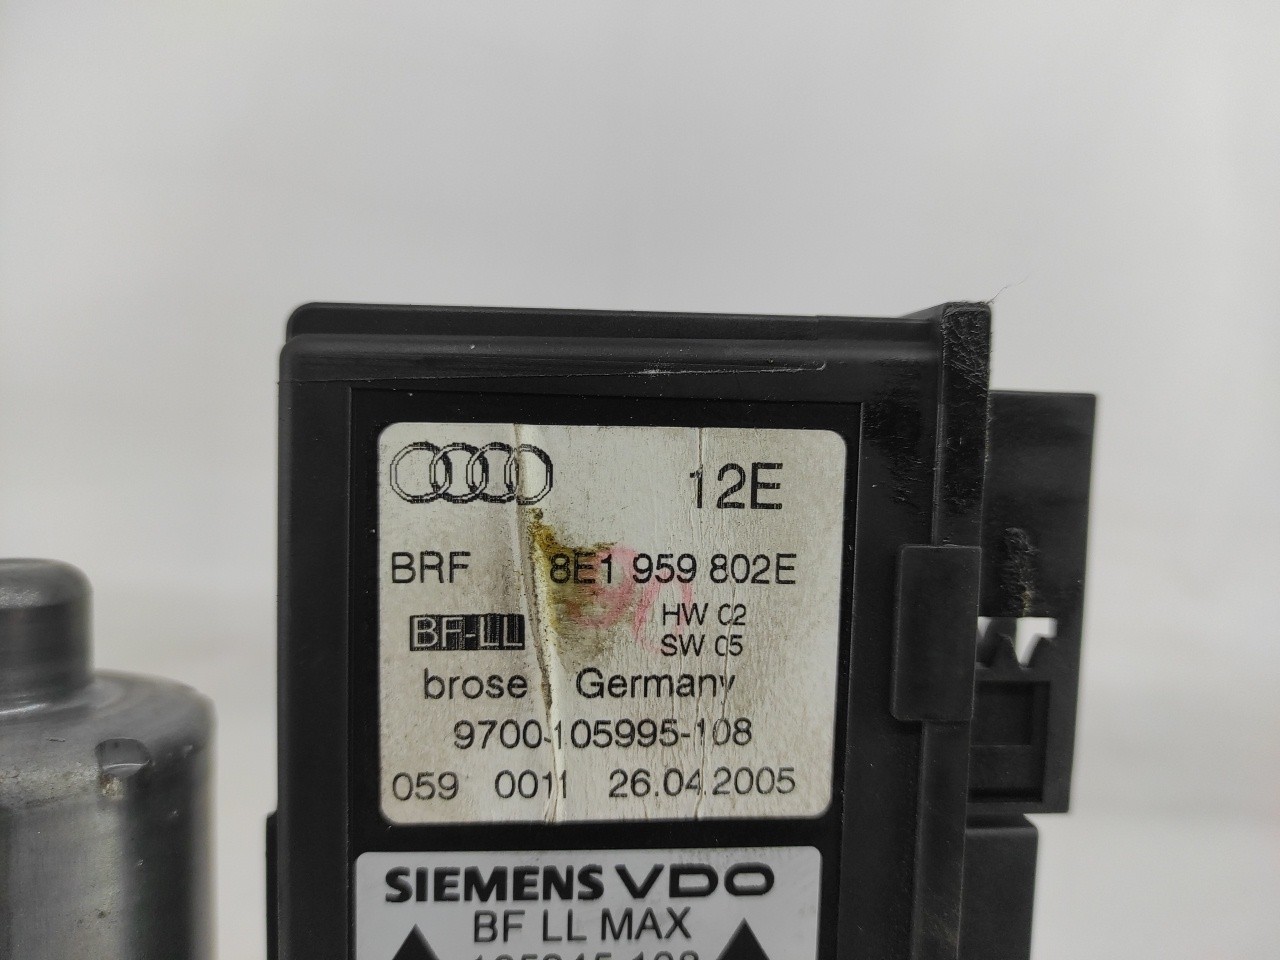 12E
BRF 8E1 959 802E
BF-LL HW 02
SW 05
brose Germany
9700-105995-108
059 0011 26.04.2005
SIEMENS VDO
BF LL MAX